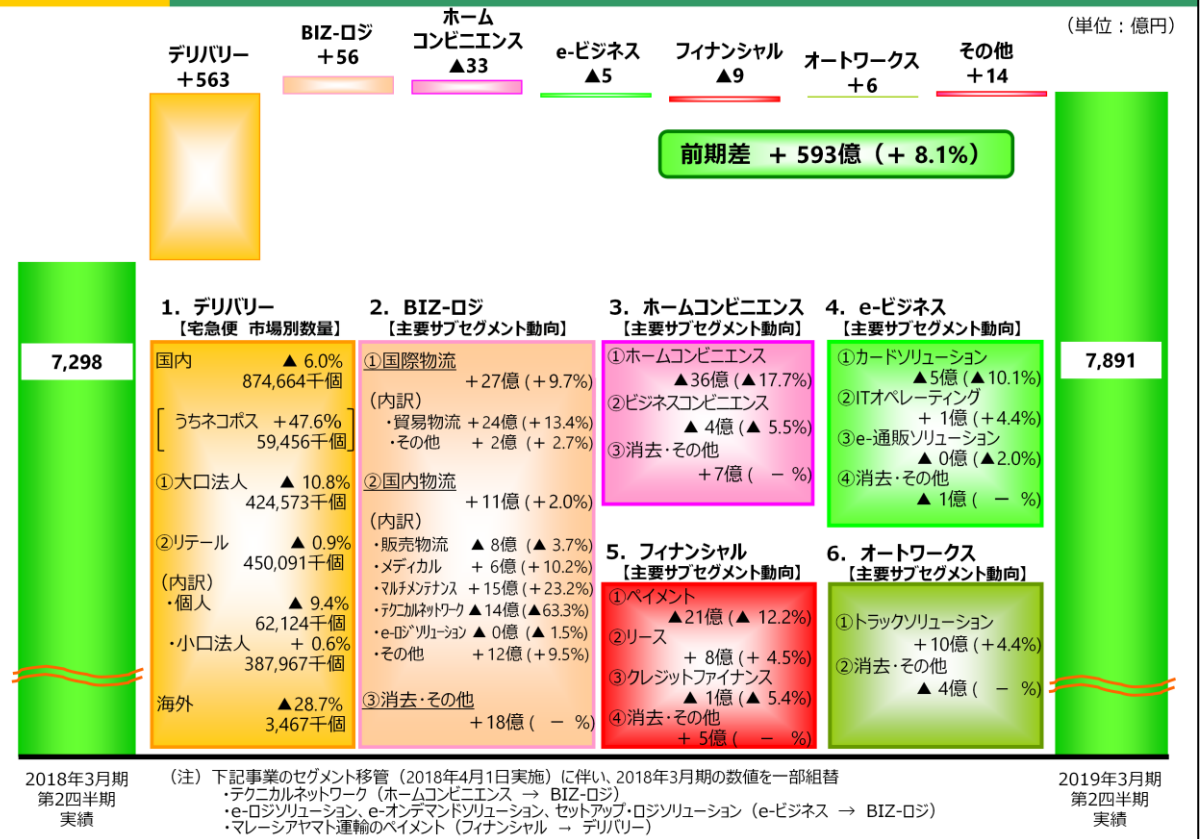 （単位：億円）
デリバリー
＋563
BIZ-ロジ
＋56
ホーム
コンビニエンス
▲33
e-ビジネス
▲5
フィナンシャル
▲9
オートワークス
＋6
その他
＋14
前期差 ＋ 593億（＋ 8.1%）
7,298
7,891
1. デリバリー
【宅急便 市場別数量】
国内 ▲ 6.0%
874,664千個
うちネコポス ＋47.6%
59,456千個
①大口法人 ▲ 10.8%
424,573千個
②リテール ▲ 0.9%
450,091千個
（内訳）
・個人 ▲ 9.4%
62,124千個
・小口法人 ＋ 0.6%
387,967千個
海外 ▲28.7%
3,467千個
2. BIZ-ロジ
【主要サブセグメント動向】
①国際物流
＋27億（＋9.7%）
（内訳）
・貿易物流 ＋24億（＋13.4%）
・その他 ＋ 2億（＋ 2.7%）
②国内物流
＋11億（＋2.0%）
（内訳）
・販売物流 ▲ 8億（▲ 3.7%）
・メディカル ＋ 6億（＋10.2%）
・マルチメンテナンス ＋15億（＋23.2%）
・テクニカルネットワーク ▲14億（▲63.3%）
・e-ロジソリューション ▲ 0億（▲ 1.5%）
・その他 ＋12億（＋9.5%）
③消去・その他
＋18億（ － %）
3. ホームコンビニエンス
【主要サブセグメント動向】
①ホームコンビニエンス
▲36億（▲17.7%）
②ビジネスコンビニエンス
▲ 4億（▲ 5.5%）
③消去・その他
＋7億（ － %）
4. e-ビジネス
【主要サブセグメント動向】
①カードソリューション
▲5億（▲10.1%）
②ITオペレーティング
＋ 1億（＋4.4%）
③e-通販ソリューション
▲ 0億（▲2.0%）
④消去・その他
▲ 1億（ － %）
5. フィナンシャル
【主要サブセグメント動向】
①ペイメント
▲21億（▲ 12.2%）
②リース
＋ 8億（＋ 4.5%）
③クレジットファイナンス
▲ 1億（▲ 5.4%）
④消去・その他
＋ 5億（ － %）
6. オートワークス
【主要サブセグメント動向】
①トラックソリューション
＋10億（＋4.4%）
②消去・その他
▲ 4億（ － %）
2018年3月期
第2四半期
実績
（注）下記事業のセグメント移管（2018年4月1日実施）に伴い、2018年3月期の数値を一部組替
・テクニカルネットワーク（ホームコンビニエンス → BIZ-ロジ）
・e-ロジソリューション、e-オンデマンドソリューション、セットアップ・ロジソリューション（e-ビジネス → BIZ-ロジ）
・マレーシアヤマト運輸のペイメント（フィナンシャル → デリバリー）
2019年3月期
第2四半期
実績